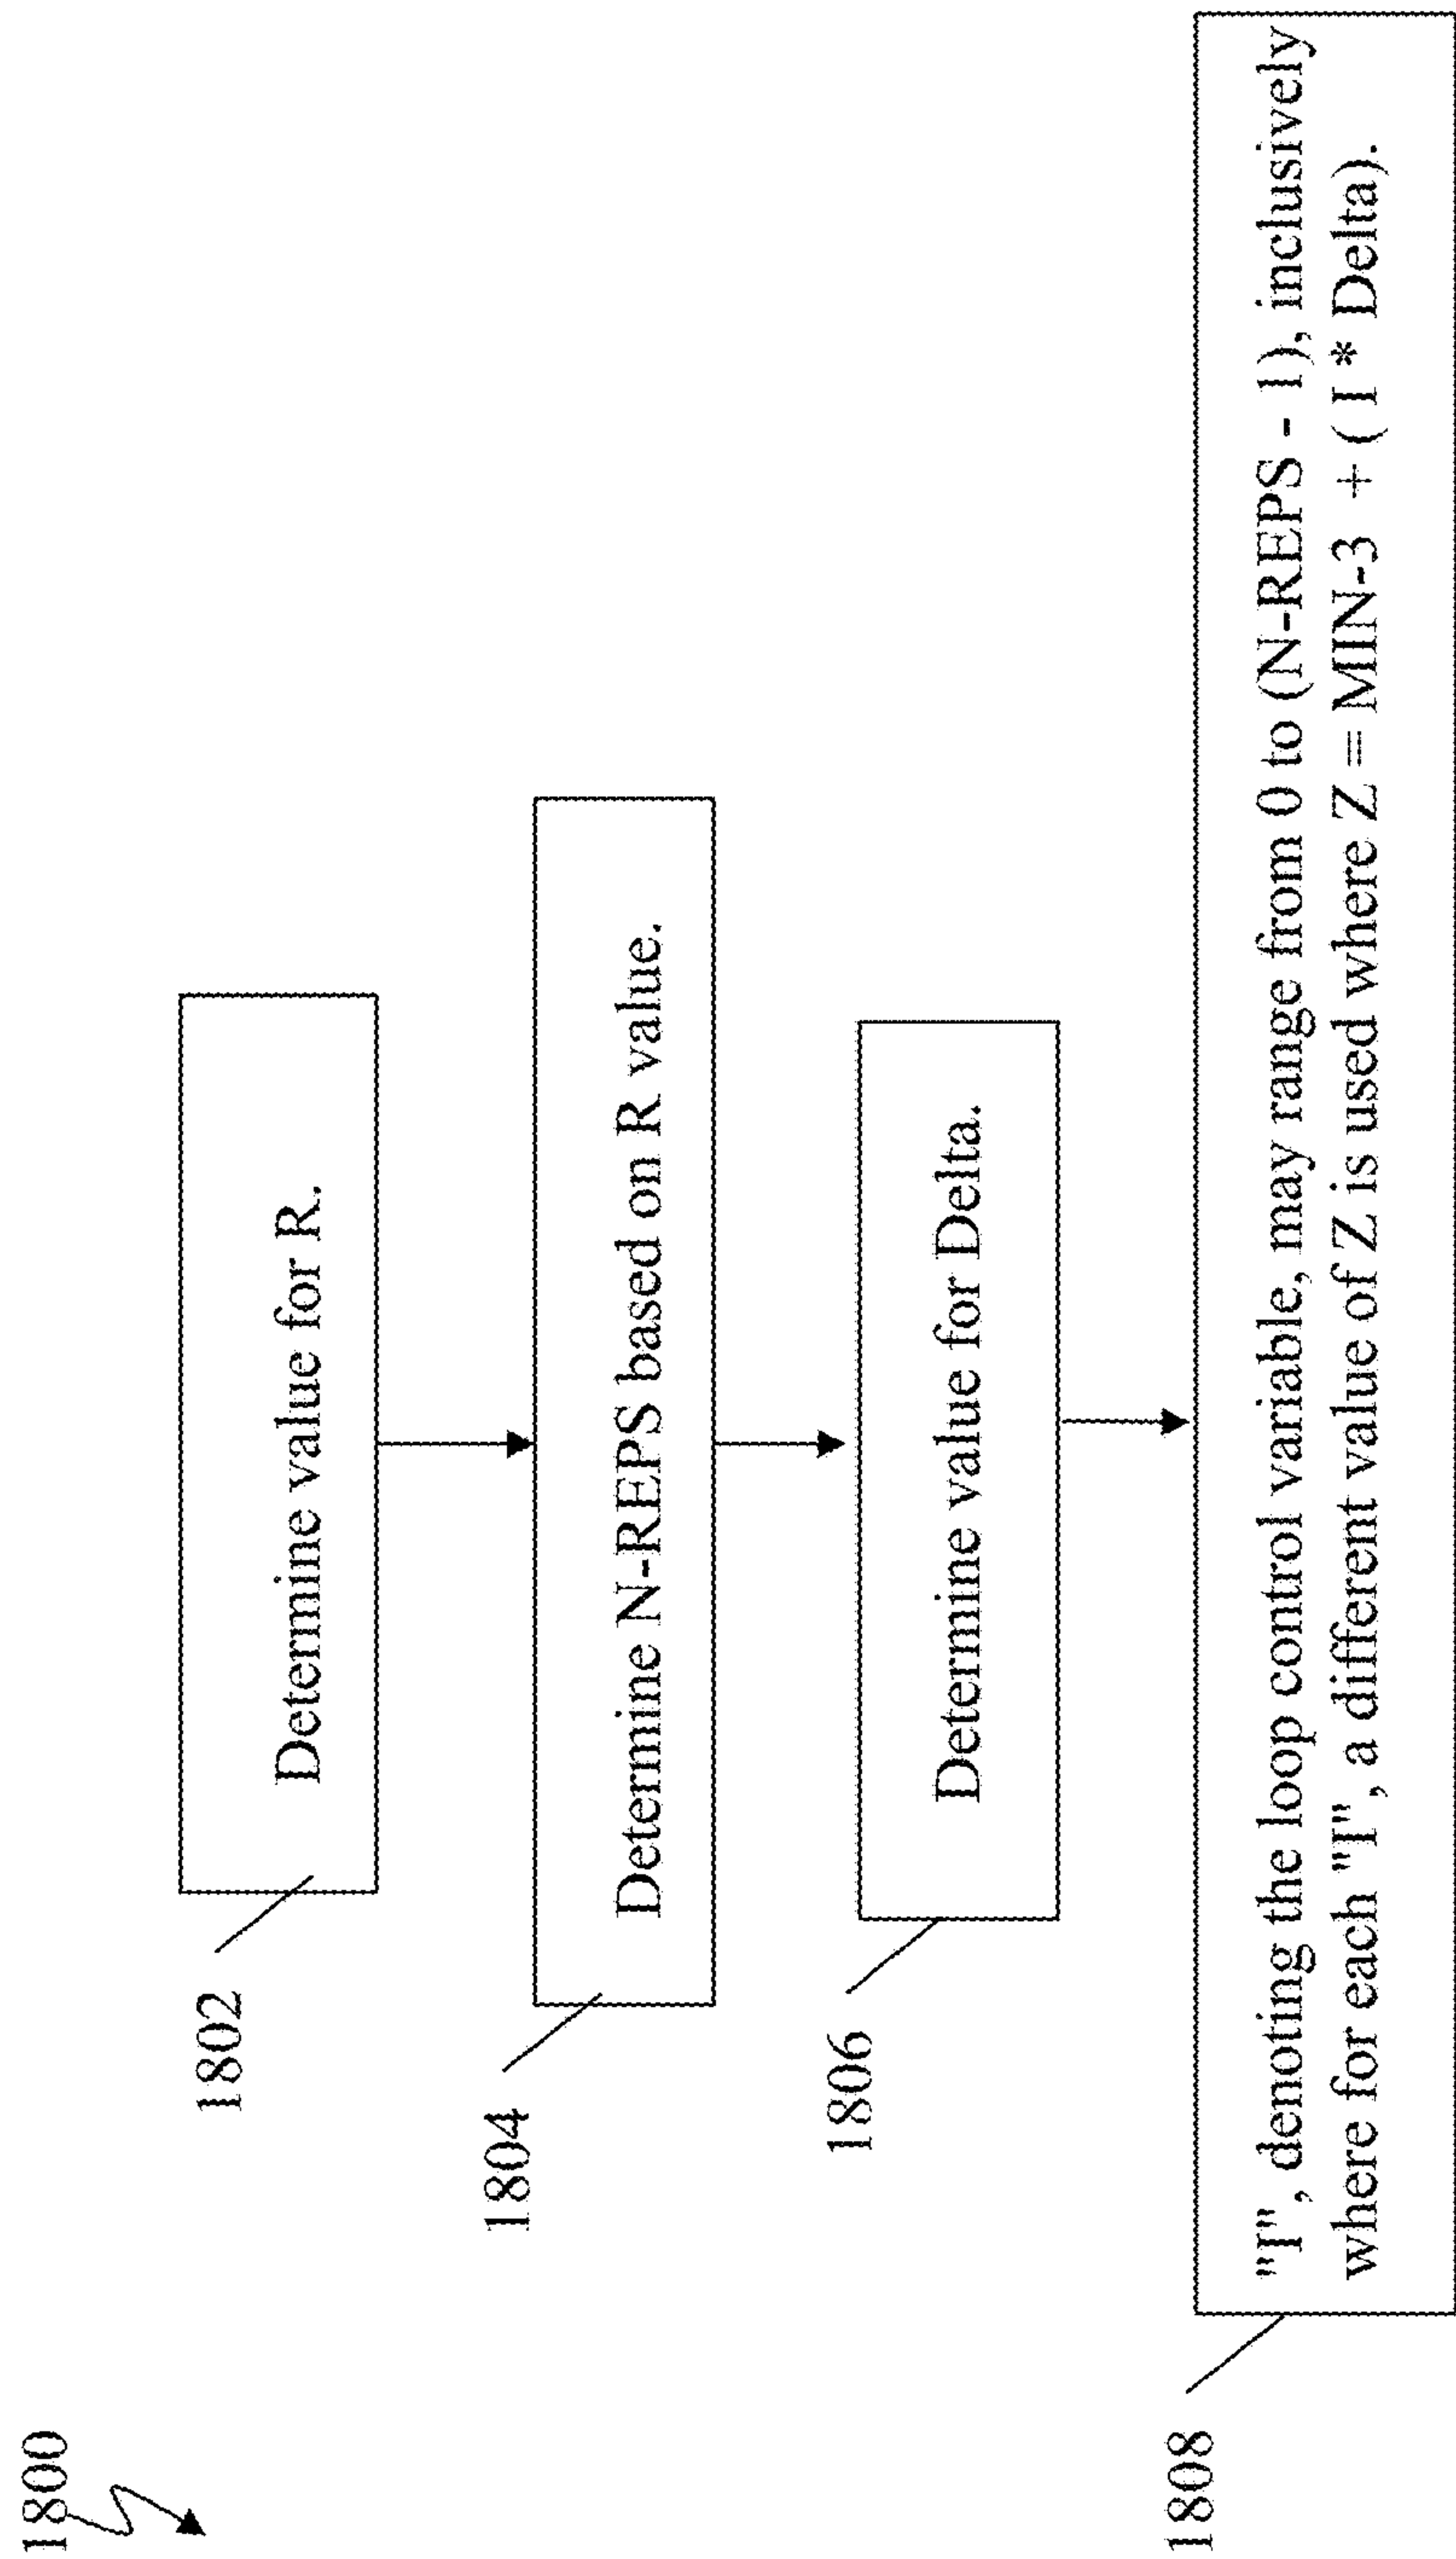 1800
1802
Determine value for R.
1804
Determine N-REPS based on R value.
1806
Determine value for Delta.
1808
"I", denoting the loop control variable, may range from 0 to (N-REPS - 1), inclusively
where for each "I", a different value of Z is used where Z = MIN-3 + ( I * Delta).